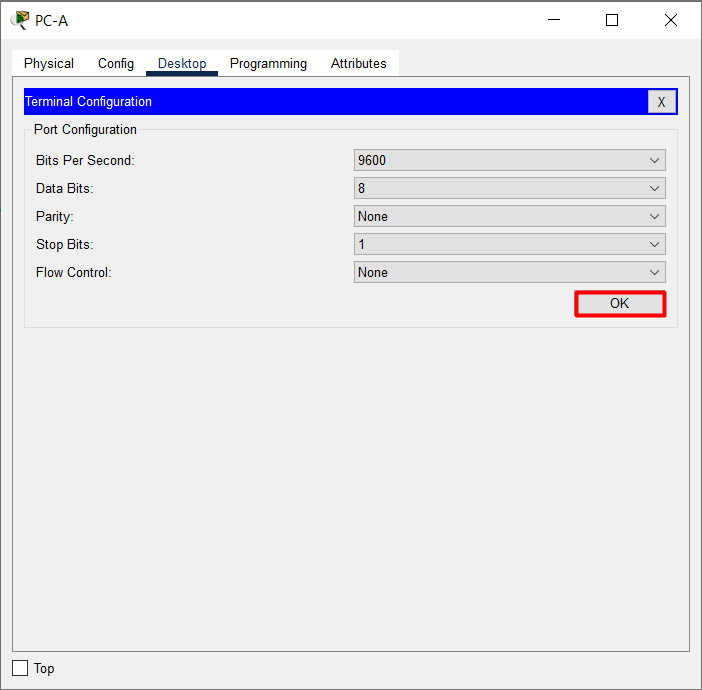 PC-A
Physical Config Desktop Programming Attributes
Terminal Configuration X
Port Configuration
Bits Per Second: 9600
Data Bits: 8
Parity: None
Stop Bits: 1
Flow Control: None
OK
Top